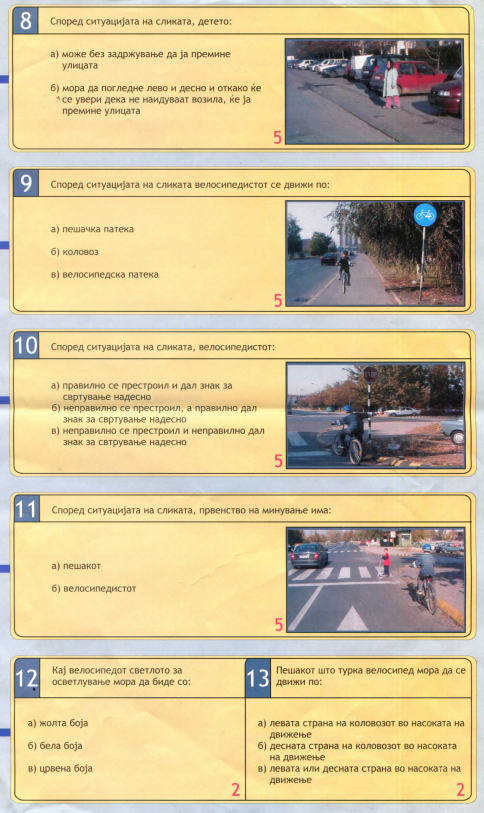 8 Според ситуацијата на сликата, детето:
а) може без задржување да ја премине
улицата
б) мора да погледне лево и десно и откако ќе
се увери дека не наидуваат возила, ќе ја
премине улицата
5
9 Според ситуацијата на сликата велосипедистот се движи по:
а) пешачка патека
б) коловоз
в) велосипедска патека
5
10 Според ситуацијата на сликата, велосипедистот:
а) правилно се престроил и дал знак за
свртување надесно
б) неправилно се престроил, а правилно дал
знак за свртување надесно
в) неправилно се престроил и неправилно дал
знак за свтрување надесно
STOP
5
11 Според ситуацијата на сликата, првенство на минување има:
а) пешакот
б) велосипедистот
5
12 Кај велосипедот светлото за
осветлување мора да биде со:
а) жолта боја
б) бела боја
в) црвена боја
2
13 Пешакот што турка велосипед мора да се
движи по:
а) левата страна на коловозот во насоката на
движење
б) десната страна на коловозот во насоката
на движење
в) левата или десната страна во насоката на
движење
2